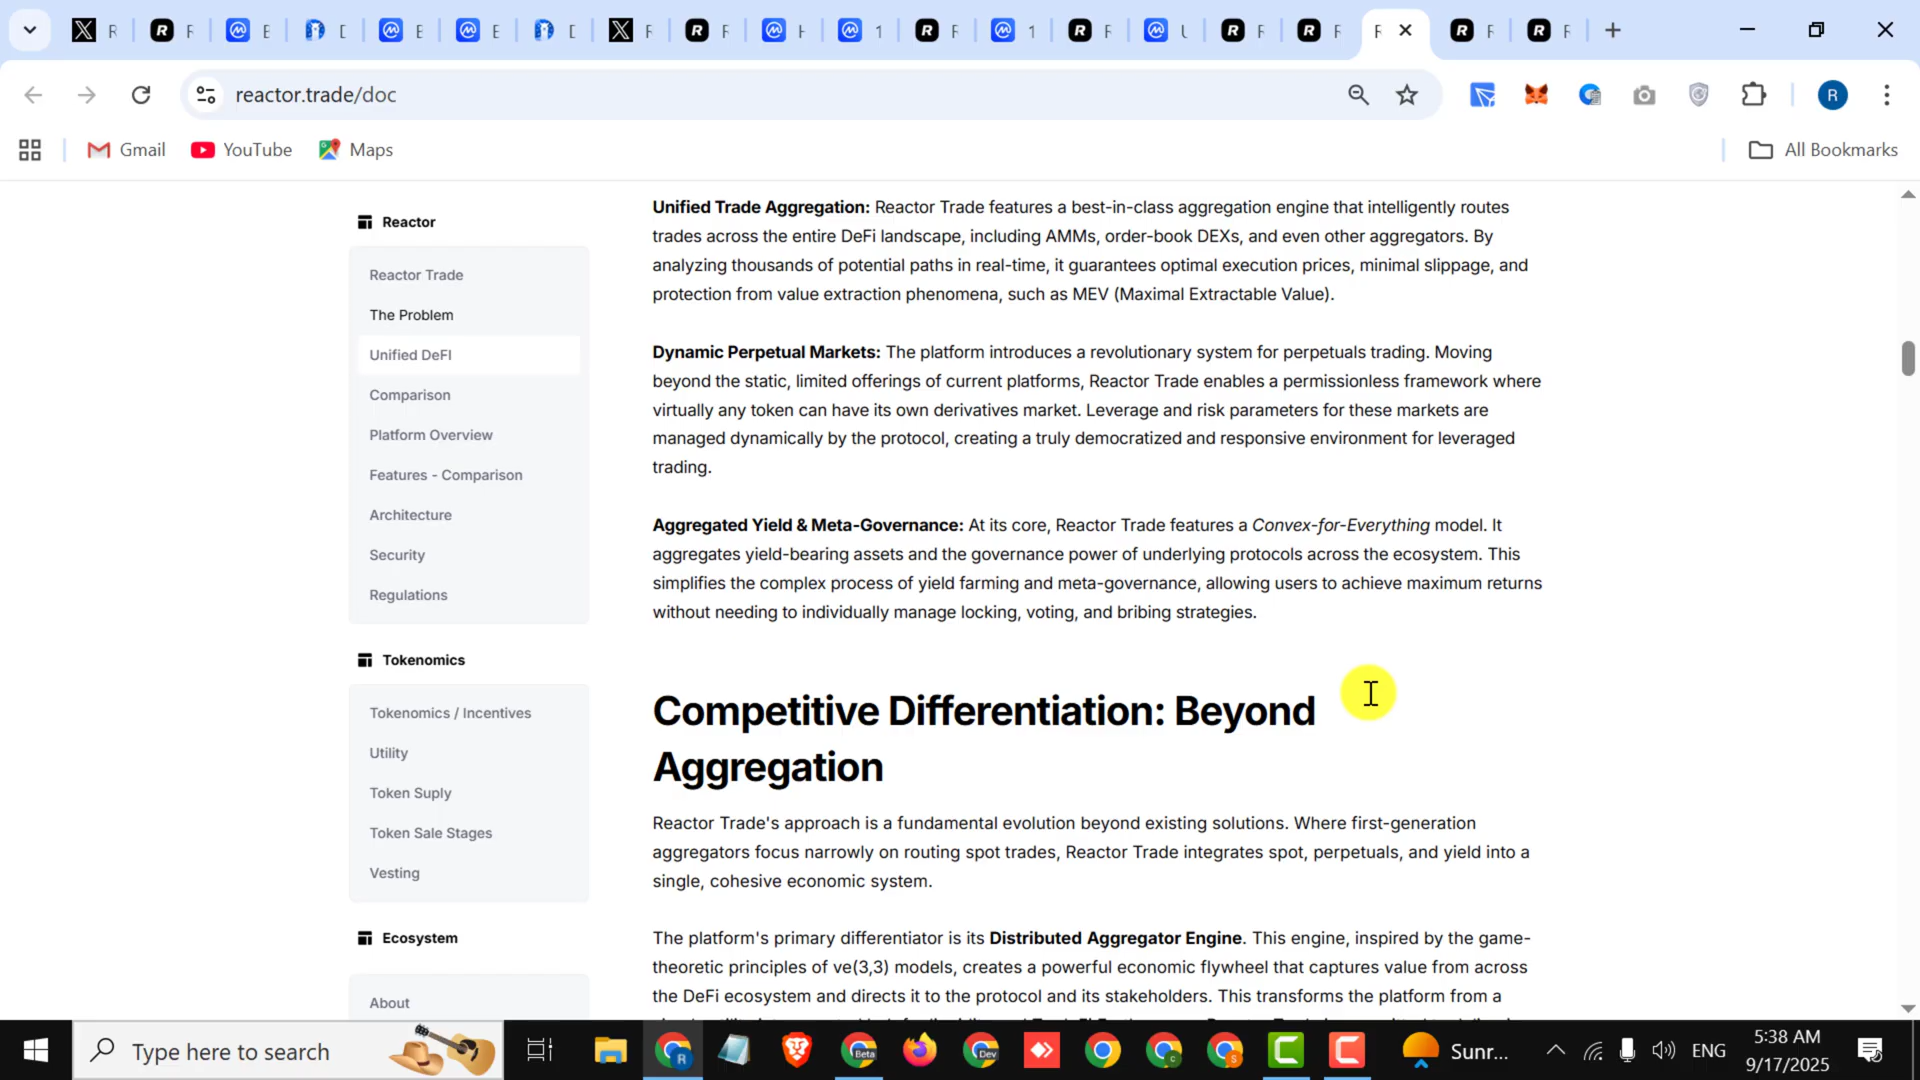 reactor.trade/doc
Gmail
YouTube
Maps
All Bookmarks
R
Reactor
Reactor Trade
The Problem
Unified DeFI
Comparison
Platform Overview
Features - Comparison
Architecture
Security
Regulations
Tokenomics
Tokenomics / Incentives
Utility
Token Suply
Token Sale Stages
Vesting
Ecosystem
About
Unified Trade Aggregation: Reactor Trade features a best-in-class aggregation engine that intelligently routes
trades across the entire DeFi landscape, including AMMs, order-book DEXs, and even other aggregators. By
analyzing thousands of potential paths in real-time, it guarantees optimal execution prices, minimal slippage, and
protection from value extraction phenomena, such as MEV (Maximal Extractable Value).
Dynamic Perpetual Markets: The platform introduces a revolutionary system for perpetuals trading. Moving
beyond the static, limited offerings of current platforms, Reactor Trade enables a permissionless framework where
virtually any token can have its own derivatives market. Leverage and risk parameters for these markets are
managed dynamically by the protocol, creating a truly democratized and responsive environment for leveraged
trading.
Aggregated Yield & Meta-Governance: At its core, Reactor Trade features a Convex-for-Everything model. It
aggregates yield-bearing assets and the governance power of underlying protocols across the ecosystem. This
simplifies the complex process of yield farming and meta-governance, allowing users to achieve maximum returns
without needing to individually manage locking, voting, and bribing strategies.
Competitive Differentiation: Beyond
Aggregation
Reactor Trade's approach is a fundamental evolution beyond existing solutions. Where first-generation
aggregators focus narrowly on routing spot trades, Reactor Trade integrates spot, perpetuals, and yield into a
single, cohesive economic system.
The platform's primary differentiator is its Distributed Aggregator Engine. This engine, inspired by the game-
theoretic principles of ve(3,3) models, creates a powerful economic flywheel that captures value from across
the DeFi ecosystem and directs it to the protocol and its stakeholders. This transforms the platform from a
Type here to search
Beta
Dev
Sunr...
ENG
5:38 AM
9/17/2025